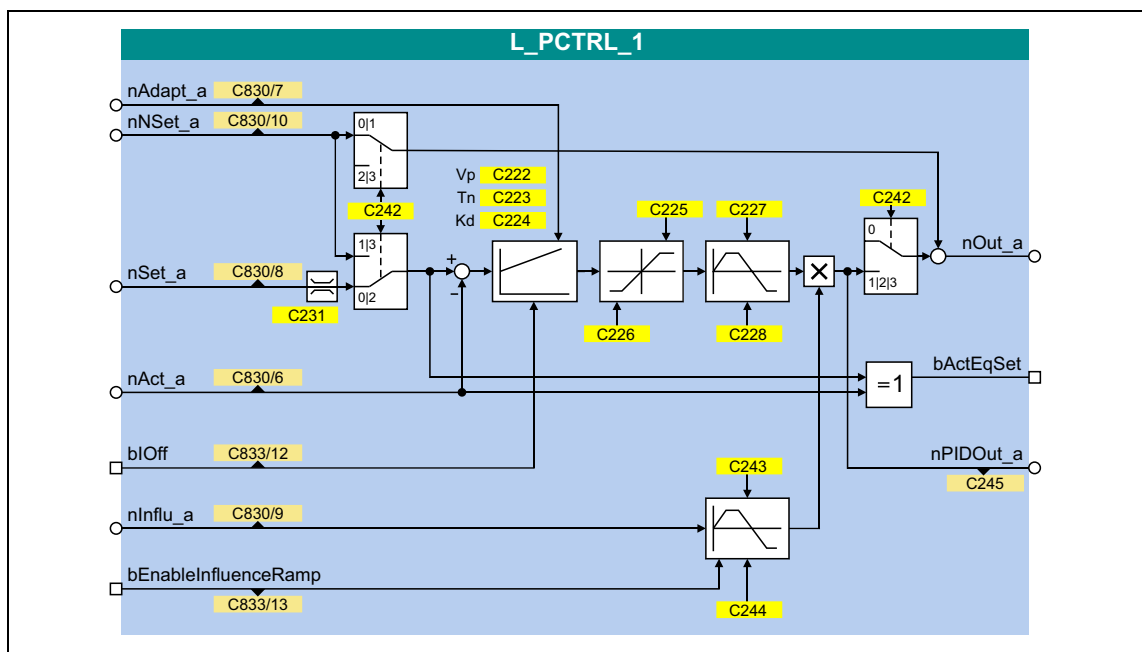 L_PCTRL_1
nAdapt_a C830/7
nNSet_a C830/10
0|1
2|3
Vp C222
Tn C223
Kd C224
C242
C225
C227
C242
1|3
0|2
nSet_a C830/8
C231
+
−
0
1|2|3
nOut_a
C226
C228
nAct_a C830/6
=1
bActEqSet
bIOff C833/12
C243
nPIDOut_a
C245
nInflu_a C830/9
bEnableInfluenceRamp
C833/13
C244